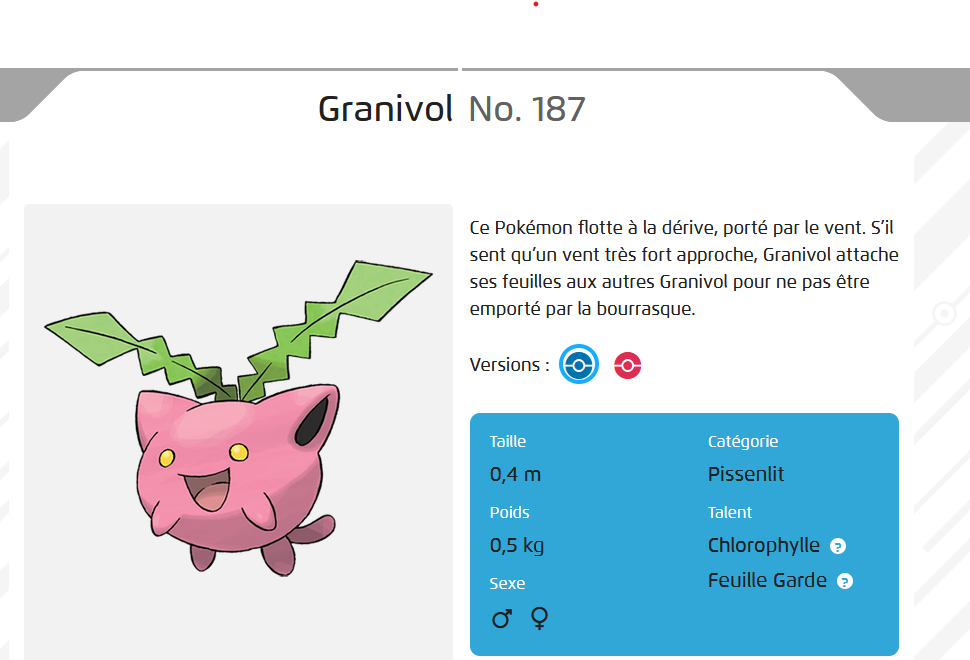 Granivol No. 187
Ce Pokémon flotte à la dérive, porté par le vent. S’il
sent qu’un vent très fort approche, Granivol attache
ses feuilles aux autres Granivol pour ne pas être
emporté par la bourrasque.
Versions :
Taille
0,4 m
Poids
0,5 kg
Sexe
♂ ♀
Catégorie
Pissenlit
Talent
Chlorophylle ?
Feuille Garde ?